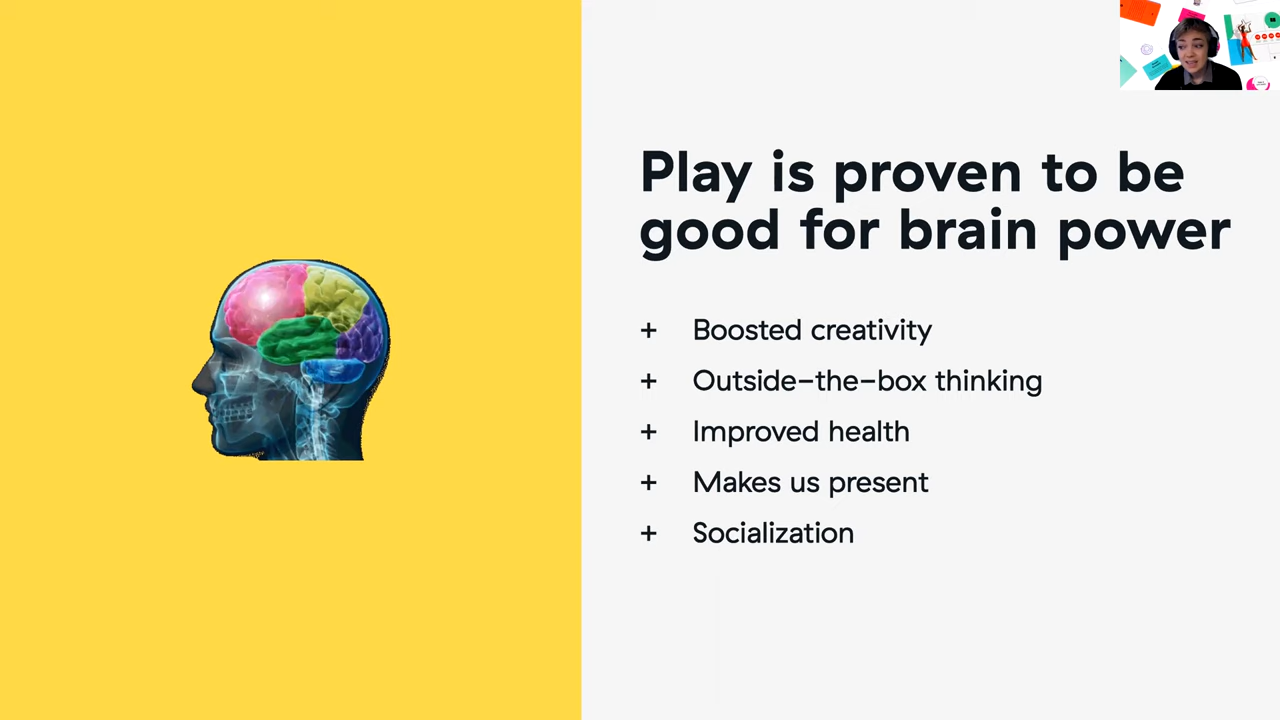 Play is proven to be
good for brain power
+ Boosted creativity
+ Outside-the-box thinking
+ Improved health
+ Makes us present
+ Socialization